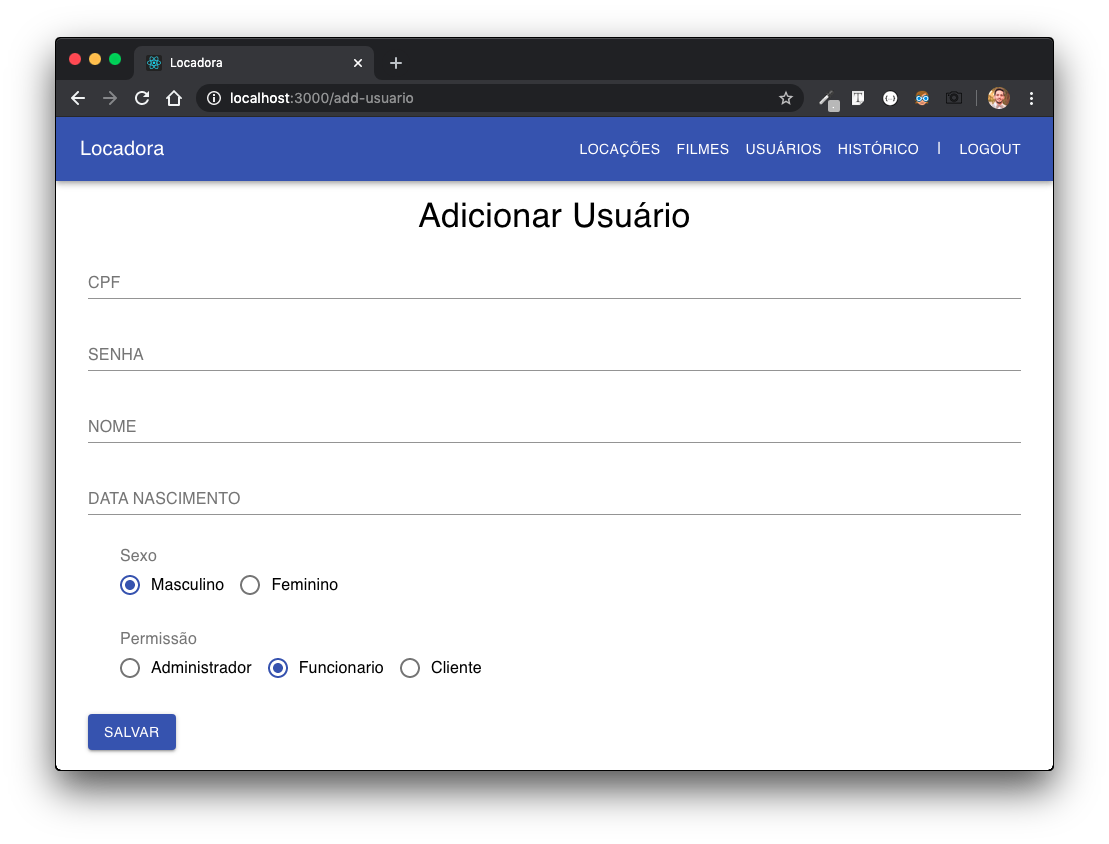 Locadora
localhost:3000/add-usuario
T
Locadora LOCAÇÕES FILMES USUÁRIOS HISTÓRICO | LOGOUT
Adicionar Usuário
CPF
SENHA
NOME
DATA NASCIMENTO
Sexo
Masculino Feminino
Permissão
Administrador Funcionario Cliente
SALVAR